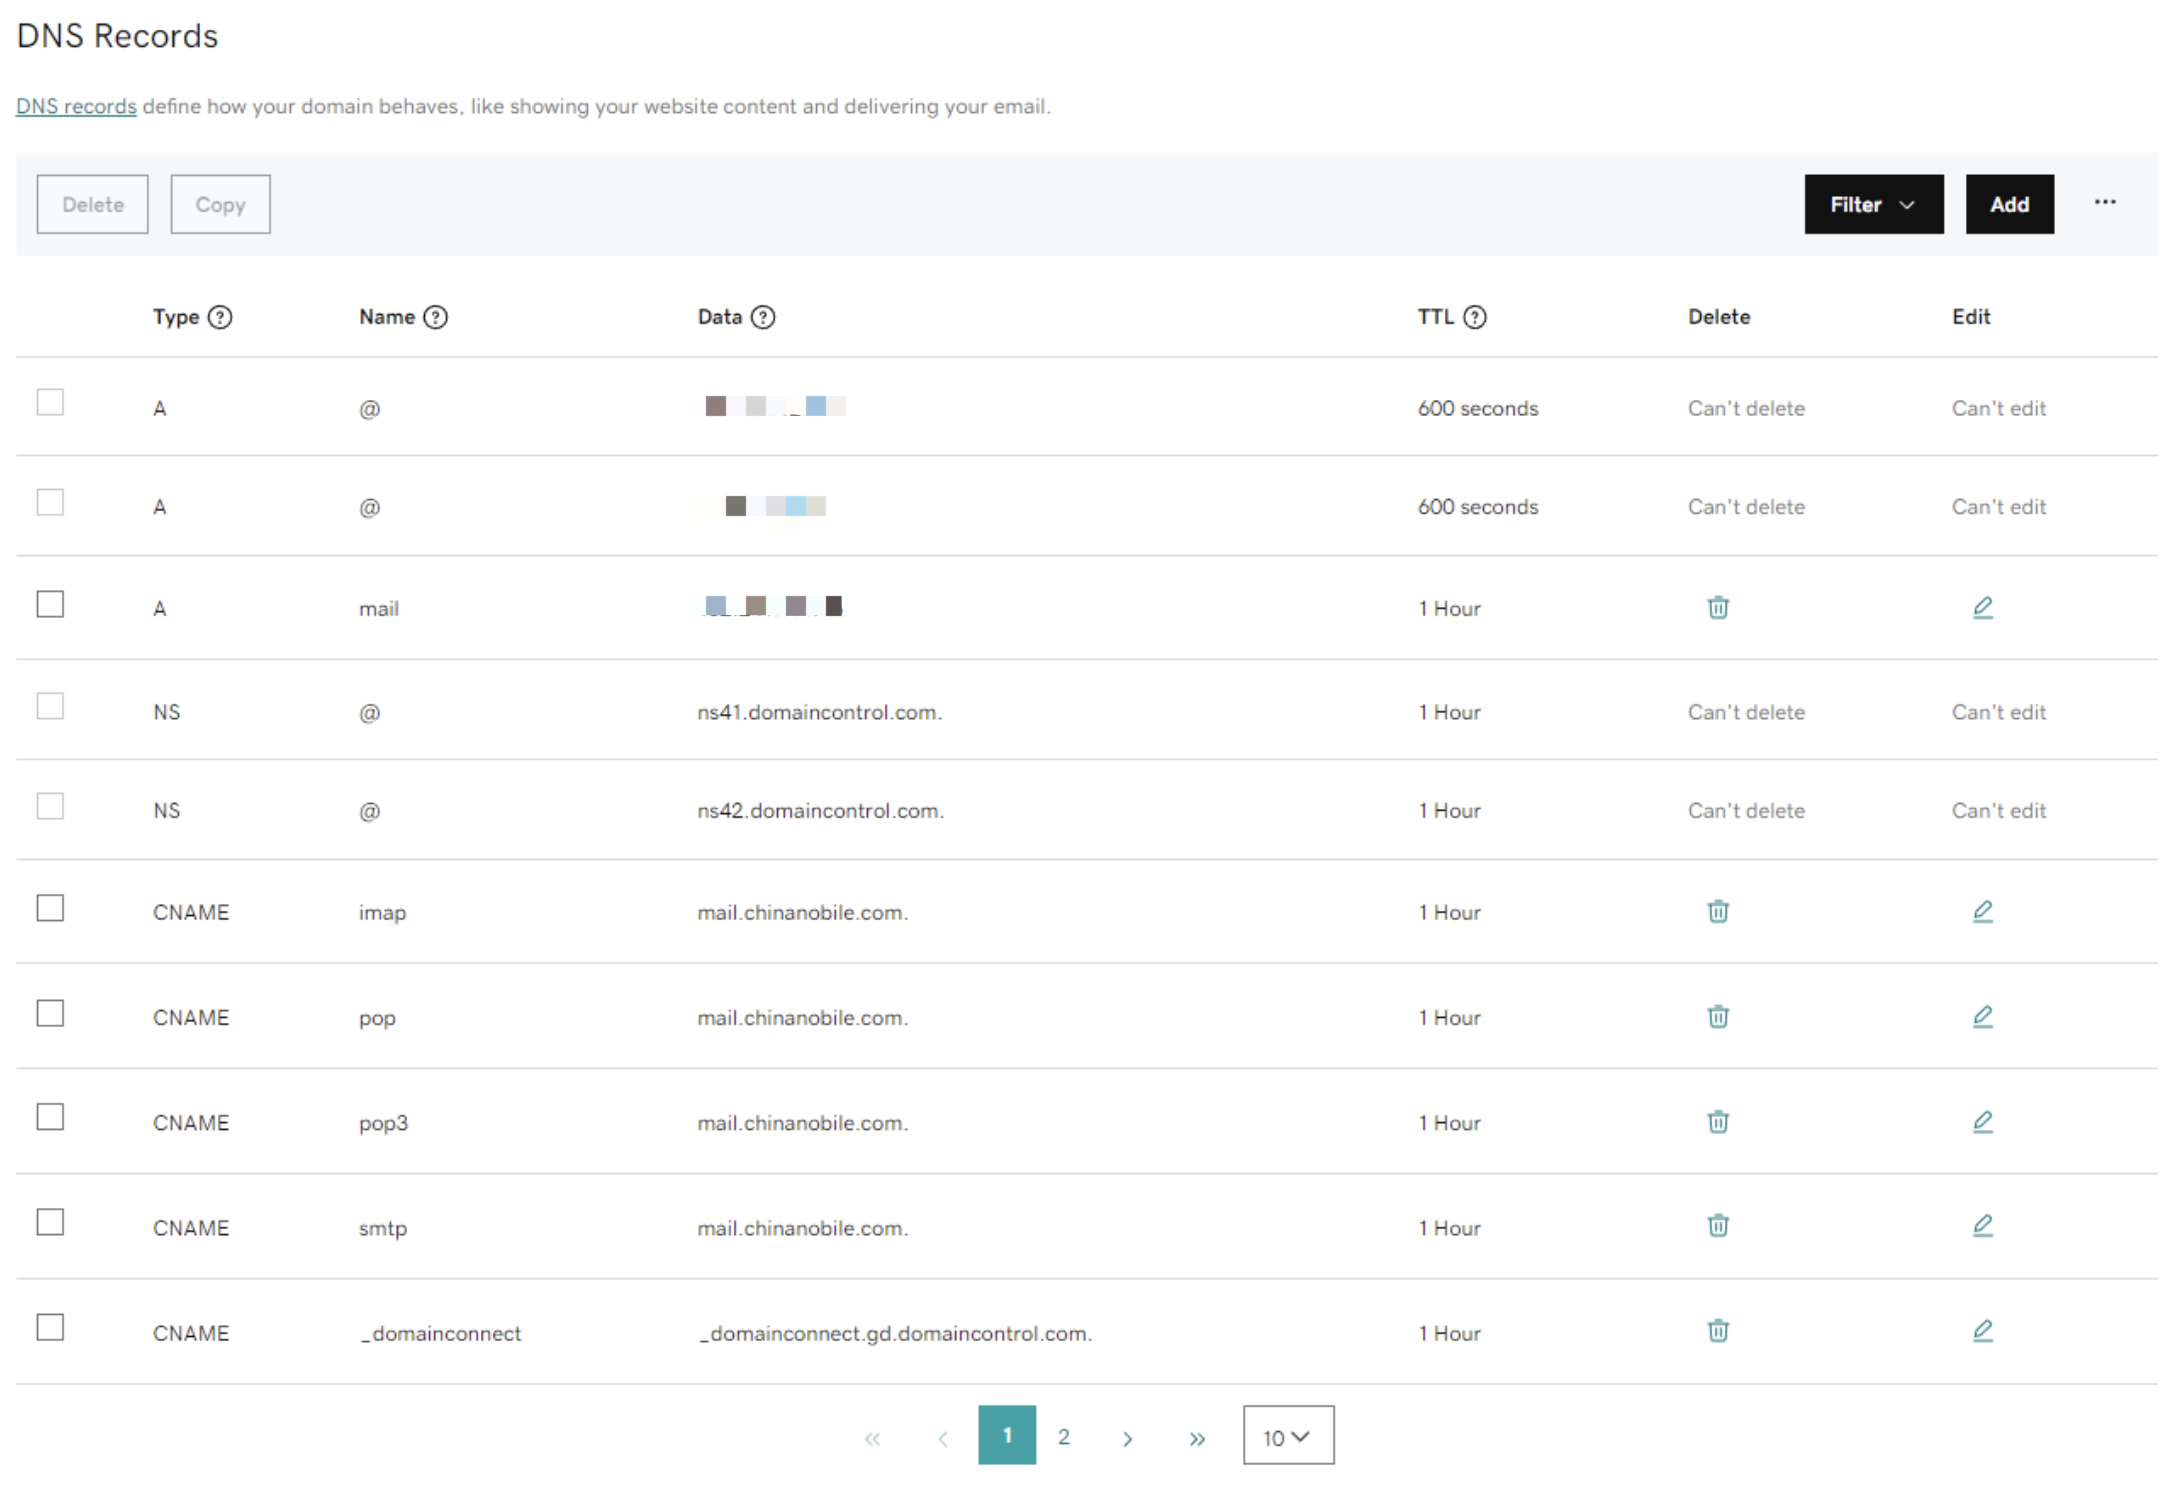 DNS Records
DNS records define how your domain behaves, like showing your website content and delivering your email.
Delete Copy Filter Add ...
Type ? Name ? Data ? TTL ? Delete Edit
A @ 600 seconds Can't delete Can't edit
A @ 600 seconds Can't delete Can't edit
A mail 1 Hour
NS @ ns41.domaincontrol.com. 1 Hour Can't delete Can't edit
NS @ ns42.domaincontrol.com. 1 Hour Can't delete Can't edit
CNAME imap mail.chinanobile.com. 1 Hour
CNAME pop mail.chinanobile.com. 1 Hour
CNAME pop3 mail.chinanobile.com. 1 Hour
CNAME smtp mail.chinanobile.com. 1 Hour
CNAME _domainconnect _domainconnect.gd.domaincontrol.com. 1 Hour
« ‹ 1 2 › » 10